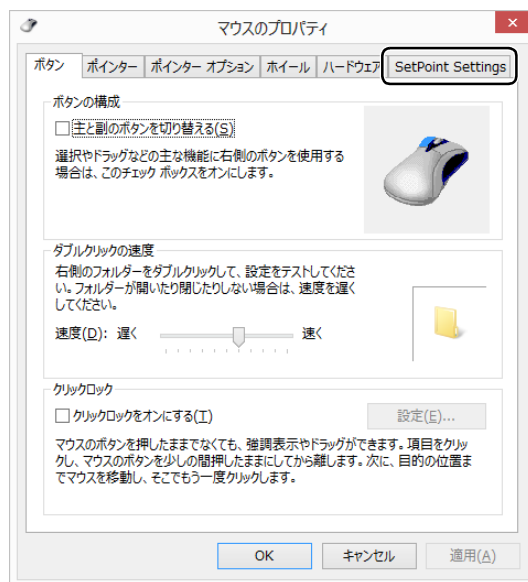 マウスのプロパティ
ボタン ポインター ポインター オプション ホイール ハードウェア SetPoint Settings
ボタンの構成
主と副のボタンを切り替える(S)
選択やドラッグなどの主な機能に右側のボタンを使用する
場合は、このチェック ボックスをオンにします。
ダブルクリックの速度
右側のフォルダーをダブルクリックして、設定をテストしてくださ
い。フォルダーが開いたり閉じたりしない場合は、速度を遅く
してください。
速度(D): 遅く 速く
クリックロック
クリックロックをオンにする(T) 設定(E)...
マウスのボタンを押したままでなくても、強調表示やドラッグができます。項目をクリッ
クし、マウスのボタンを少しの間押したままにしてから離します。次に、目的の位置ま
でマウスを移動し、そこでもう一度クリックします。
OK キャンセル 適用(A)